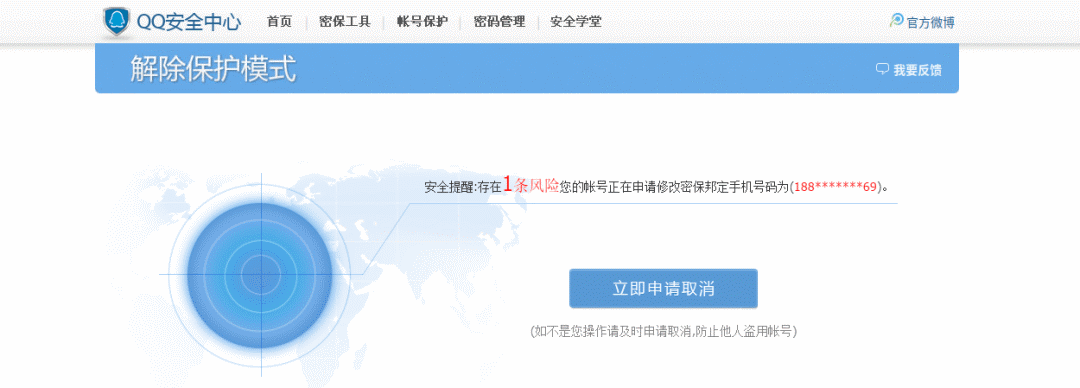 QQ安全中心 首页 | 密保工具 | 帐号保护 | 密码管理 | 安全学堂 官方微博
解除保护模式 我要反馈
安全提醒:存在1条风险您的帐号正在申请修改密保邦定手机号码为(188*******69)。
立即申请取消
(如不是您操作请及时申请取消,防止他人盗用帐号)